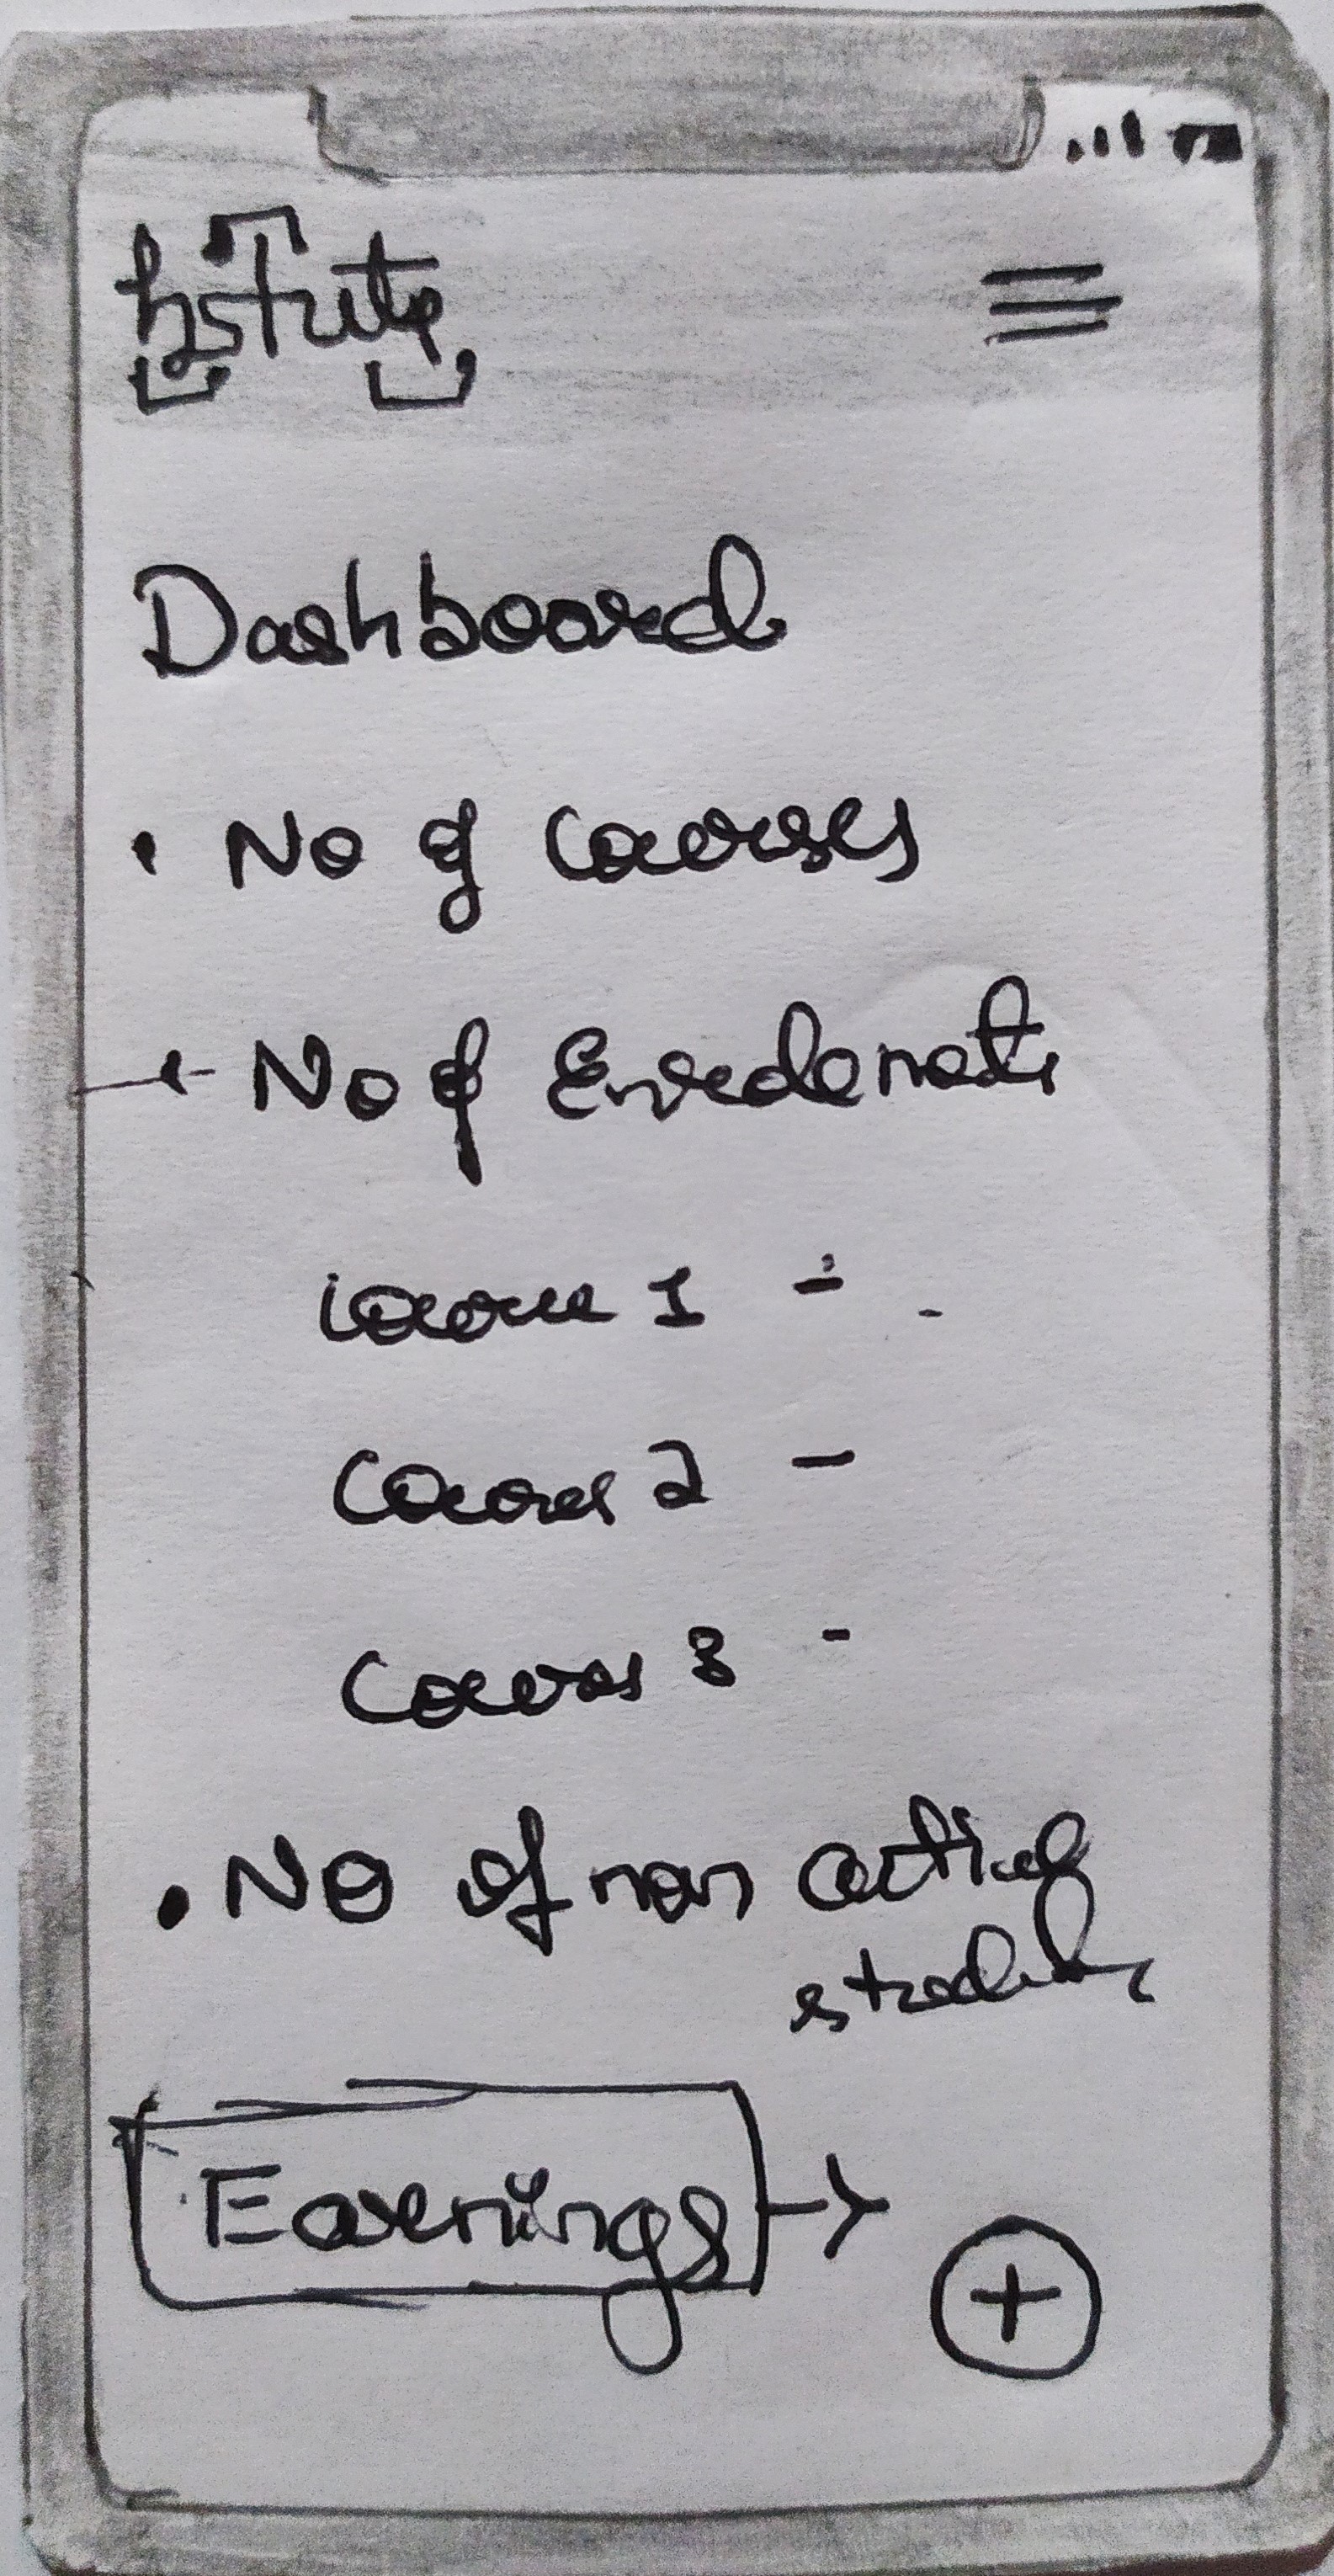 Dashboard
• No of Courses
• No of Enrolments
Course 1 -
Course 2 -
Course 3 -
• No of non active
students
Earnings →
+